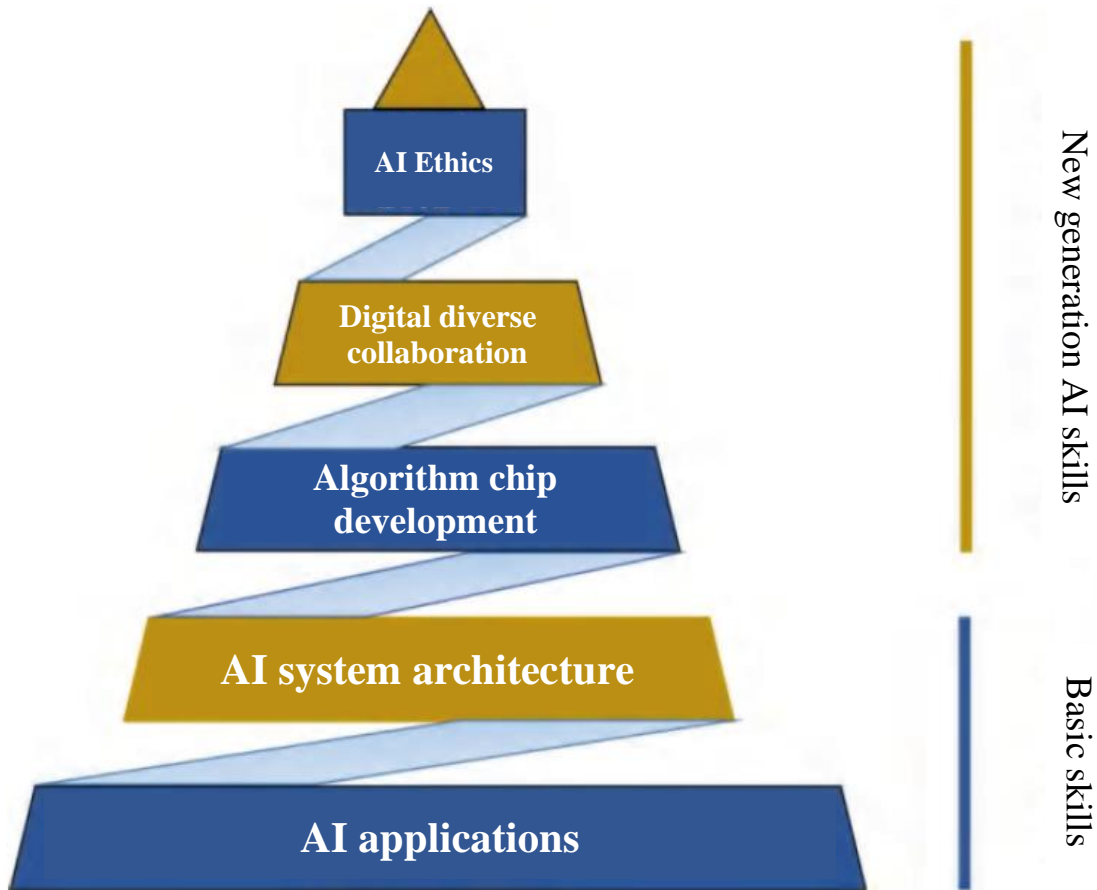 AI Ethics
Digital diverse
collaboration
Algorithm chip
development
AI system architecture
AI applications
New generation AI skills
Basic skills